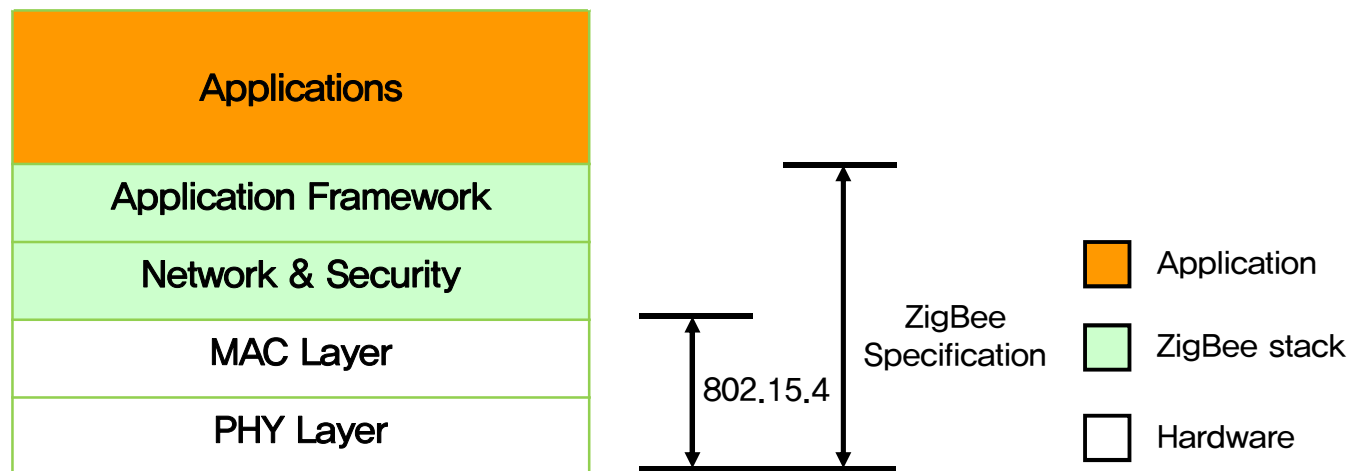 Applications
Application Framework
Network & Security
MAC Layer
PHY Layer
802.15.4
ZigBee
Specification
Application
ZigBee stack
Hardware